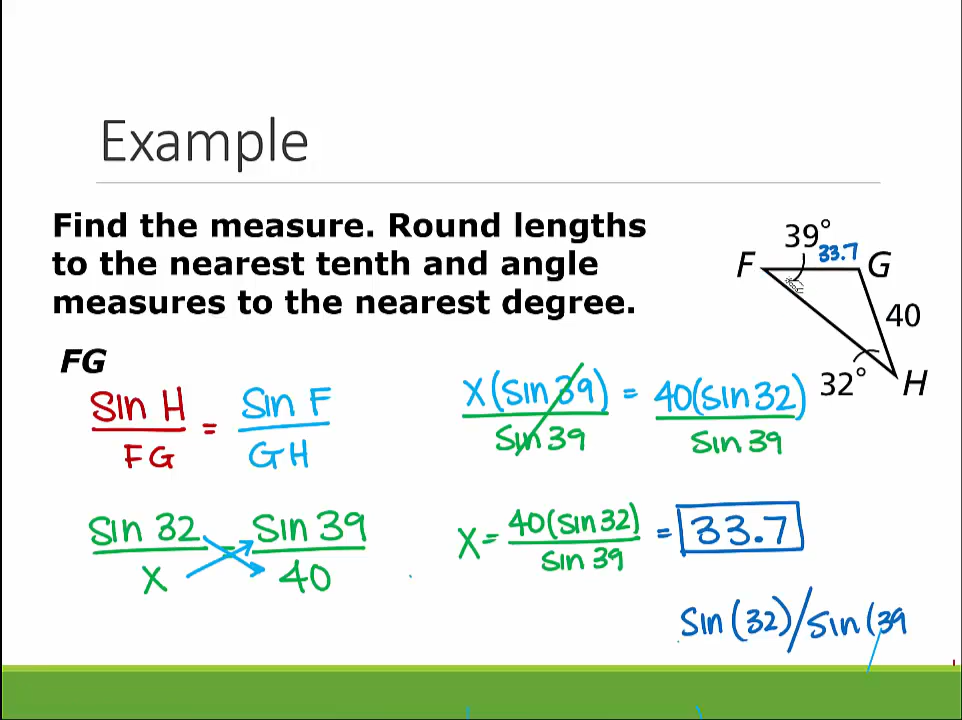 Example
Find the measure. Round lengths
to the nearest tenth and angle
measures to the nearest degree.
39°
33.7
F
G
40
32°
H
FG
Sin H / FG = Sin F / GH
Sin 32 / X = Sin 39 / 40
X(Sin 39) / Sin 39 = 40(Sin 32) / Sin 39
X = 40(Sin 32) / Sin 39 = 33.7
Sin(32)/Sin(39